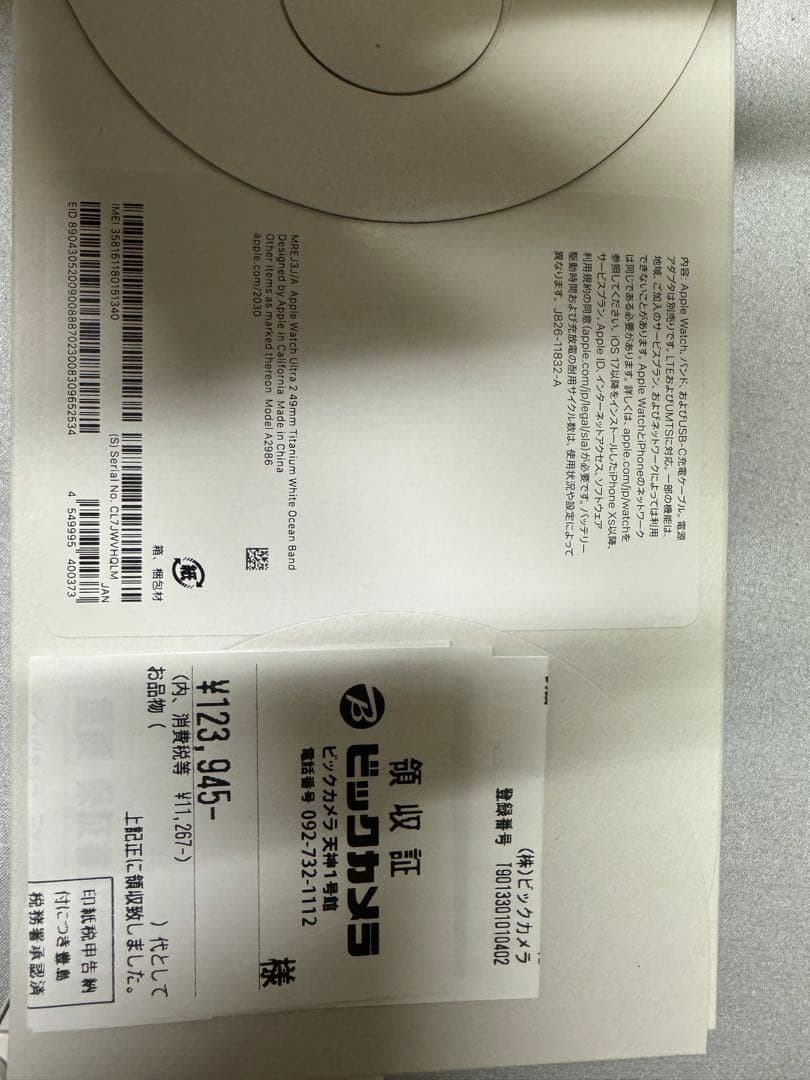 内容: Apple Watch、バンド、およびUSB-C充電ケーブル。電源
アダプタは別売りです。LTEおよびUMTSに対応。一部の機能は、
地域、ご加入のサービスプラン、およびネットワークによっては利用
できないことがあります。Apple WatchとiPhoneのネットワーク
は同じである必要があります。詳しくは、apple.com/jp/watchを
参照してください。iOS 17以降をインストールしたiPhone Xs以降、
サービスプラン、Apple ID、インターネットアクセス、ソフトウェア
利用規約の同意(apple.com/jp/legal/sla)が必要です。バッテリー
駆動時間および充放電の耐用サイクル数は、使用状況や設定によって
異なります。J826-11832-A
MREJ3J/A Apple Watch Ultra 2 49mm Titanium White Ocean Band
Designed by Apple in California Made in China
Other items as marked thereon Model A2986
apple.com/2030
紙
箱、梱包材
IMEI 358161180151340
(S) Serial No. CL7JWVHQLM
EID 89043052009008887023008309652534
JAN
4 549995 400373
(株)ビックカメラ
登録番号 T9013301010402
領収証
ビックカメラ
ビックカメラ 天神1号館
電話番号 092-732-1112
様
¥123,945-
(内、消費税等 ¥11,267-)
お品物( )代として
上記正に領収致しました。
印紙税申告納
付につき豊島
税務署承認済